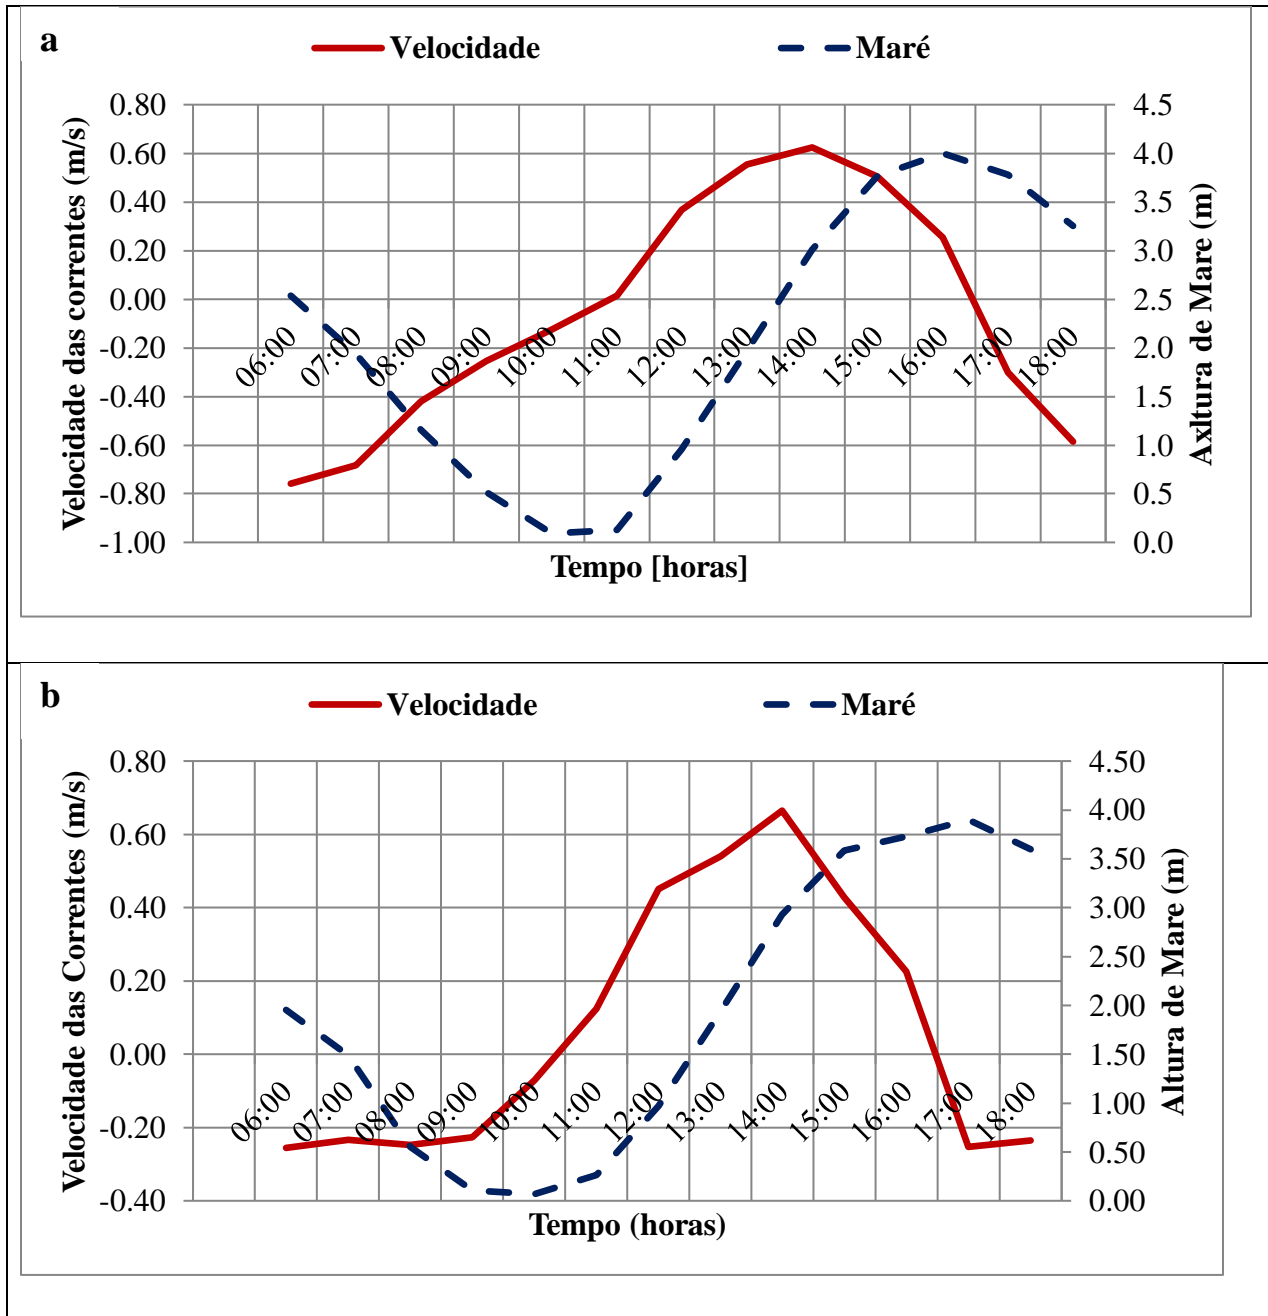 a
Velocidade Maré
0.80 4.5
0.60 4.0
0.40 3.5
0.20 3.0
0.00 2.5
-0.20 2.0
-0.40 1.5
-0.60 1.0
-0.80 0.5
-1.00 0.0
06:00 07:00 08:00 09:00 10:00 11:00 12:00 13:00 14:00 15:00 16:00 17:00 18:00
Velocidade das correntes (m/s)
Axltura de Mare (m)
Tempo [horas]
b
Velocidade Maré
0.80 4.50
4.00
0.60 3.50
0.40 3.00
2.50
0.20 2.00
0.00 1.50
1.00
-0.20 0.50
-0.40 0.00
06:00 07:00 08:00 09:00 10:00 11:00 12:00 13:00 14:00 15:00 16:00 17:00 18:00
Velocidade das Correntes (m/s)
Altura de Mare (m)
Tempo (horas)